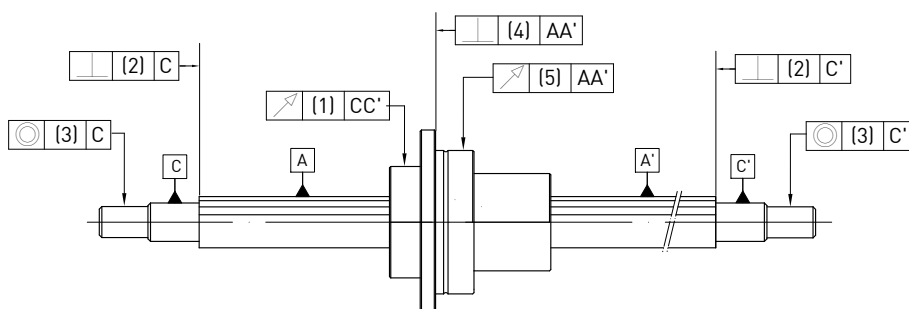 (4) AA'
(2) C
(5) AA'
(2) C'
(1) CC'
(3) C
(3) C'
C
A
A'
C'